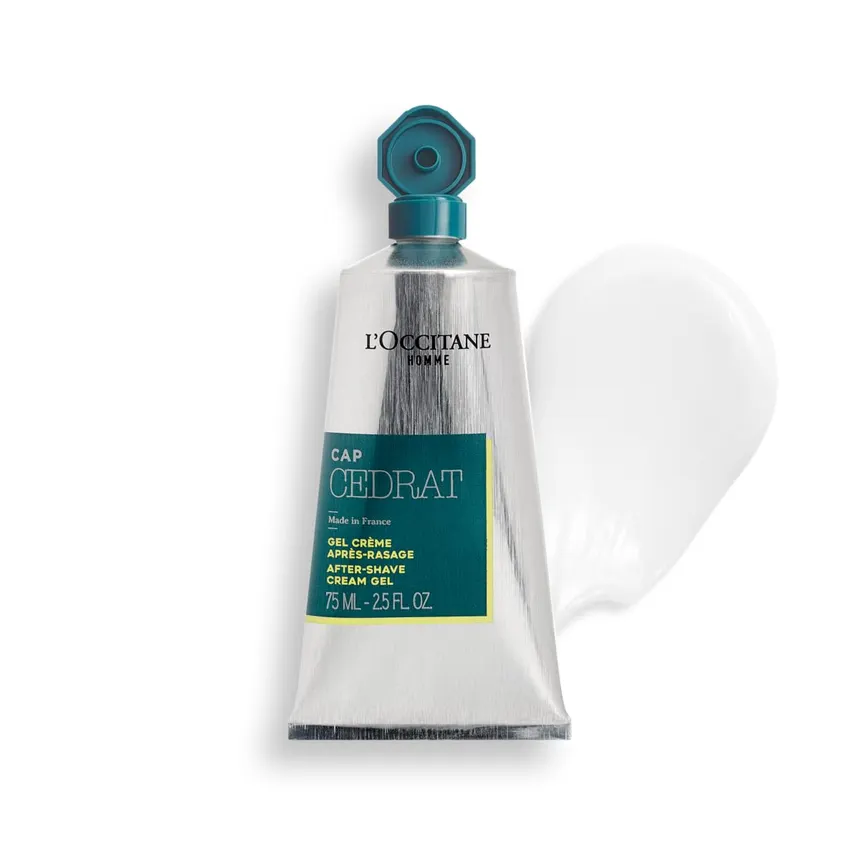 L'OCCITANE
HOMME
CAP
CEDRAT
Made in France
GEL CRÈME
APRÈS-RASAGE
AFTER-SHAVE
CREAM GEL
75 ML - 2.5 FL. OZ.